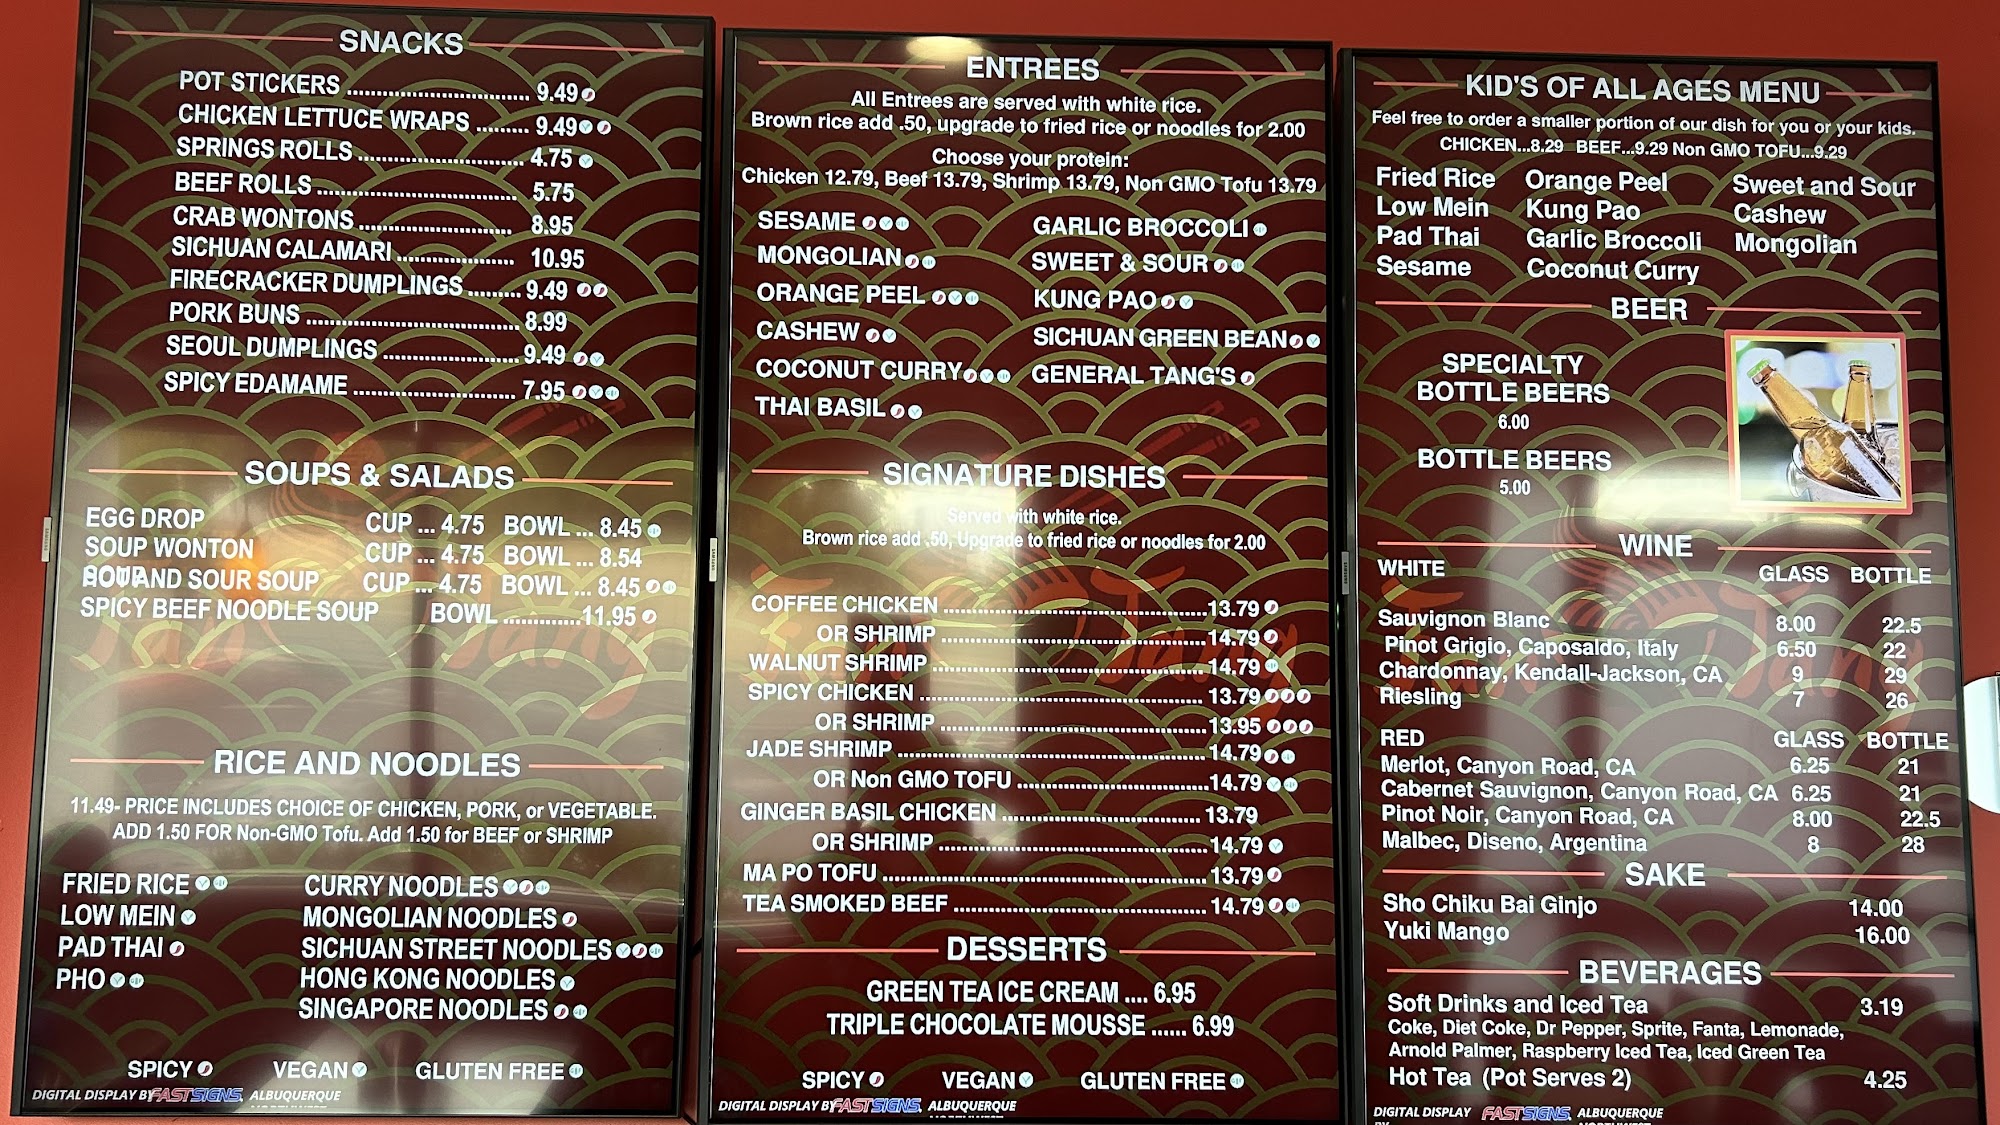 SNACKS
POT STICKERS ............................... 9.49
CHICKEN LETTUCE WRAPS ......... 9.49
SPRINGS ROLLS ............................ 4.75
BEEF ROLLS .................................. 5.75
CRAB WONTONS .......................... 8.95
SICHUAN CALAMARI .................... 10.95
FIRECRACKER DUMPLINGS ......... 9.49
PORK BUNS .................................... 8.99
SEOUL DUMPLINGS ....................... 9.49
SPICY EDAMAME ........................... 7.95
SOUPS & SALADS
EGG DROP CUP ... 4.75 BOWL ... 8.45
SOUP WONTON CUP ... 4.75 BOWL ... 8.54
SOUP
HOT AND SOUR SOUP CUP ... 4.75 BOWL ... 8.45
SPICY BEEF NOODLE SOUP BOWL .............11.95
RICE AND NOODLES
11.49- PRICE INCLUDES CHOICE OF CHICKEN, PORK, or VEGETABLE.
ADD 1.50 FOR Non-GMO Tofu. Add 1.50 for BEEF or SHRIMP
FRIED RICE CURRY NOODLES
LOW MEIN MONGOLIAN NOODLES
PAD THAI SICHUAN STREET NOODLES
PHO HONG KONG NOODLES
SINGAPORE NOODLES
SPICY VEGAN GLUTEN FREE
DIGITAL DISPLAY BY FASTSIGNS. ALBUQUERQUE
ENTREES
All Entrees are served with white rice.
Brown rice add .50, upgrade to fried rice or noodles for 2.00
Choose your protein:
Chicken 12.79, Beef 13.79, Shrimp 13.79, Non GMO Tofu 13.79
SESAME GARLIC BROCCOLI
MONGOLIAN SWEET & SOUR
ORANGE PEEL KUNG PAO
CASHEW SICHUAN GREEN BEAN
COCONUT CURRY GENERAL TANG'S
THAI BASIL
SIGNATURE DISHES
Served with white rice.
Brown rice add .50, Upgrade to fried rice or noodles for 2.00
COFFEE CHICKEN ............................................13.79
OR SHRIMP ............................................14.79
WALNUT SHRIMP ..............................................14.79
SPICY CHICKEN ................................................ 13.79
OR SHRIMP ............................................13.95
JADE SHRIMP ....................................................14.79
OR Non GMO TOFU ................................14.79
GINGER BASIL CHICKEN ................................. 13.79
OR SHRIMP .............................................14.79
MA PO TOFU ......................................................13.79
TEA SMOKED BEEF .......................................... 14.79
DESSERTS
GREEN TEA ICE CREAM .... 6.95
TRIPLE CHOCOLATE MOUSSE ...... 6.99
SPICY VEGAN GLUTEN FREE
DIGITAL DISPLAY BY FASTSIGNS. ALBUQUERQUE
NORTHWEST
KID'S OF ALL AGES MENU
Feel free to order a smaller portion of our dish for you or your kids.
CHICKEN...8.29 BEEF...9.29 Non GMO TOFU...9.29
Fried Rice Orange Peel Sweet and Sour
Low Mein Kung Pao Cashew
Pad Thai Garlic Broccoli Mongolian
Sesame Coconut Curry
BEER
SPECIALTY
BOTTLE BEERS
6.00
BOTTLE BEERS
5.00
WINE
WHITE GLASS BOTTLE
Sauvignon Blanc 8.00 22.5
Pinot Grigio, Caposaldo, Italy 6.50 22
Chardonnay, Kendall-Jackson, CA 9 29
Riesling 7 26
RED GLASS BOTTLE
Merlot, Canyon Road, CA 6.25 21
Cabernet Sauvignon, Canyon Road, CA 6.25 21
Pinot Noir, Canyon Road, CA 8.00 22.5
Malbec, Diseno, Argentina 8 28
SAKE
Sho Chiku Bai Ginjo 14.00
Yuki Mango 16.00
BEVERAGES
Soft Drinks and Iced Tea 3.19
Coke, Diet Coke, Dr Pepper, Sprite, Fanta, Lemonade,
Arnold Palmer, Raspberry Iced Tea, Iced Green Tea
Hot Tea (Pot Serves 2) 4.25
DIGITAL DISPLAY FASTSIGNS. ALBUQUERQUE
BY NORTHWEST